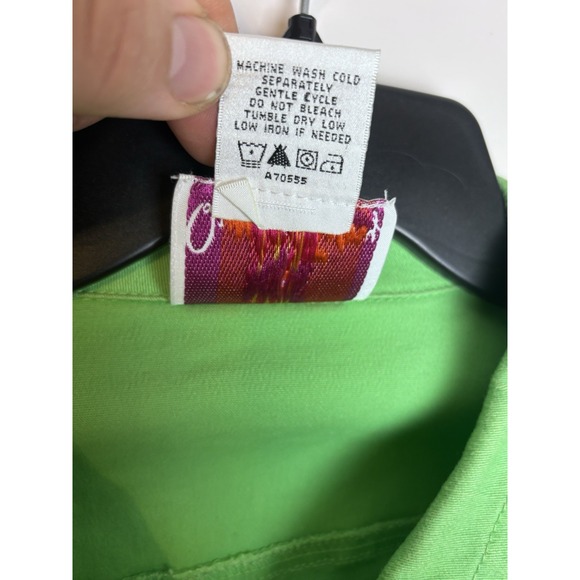 MACHINE WASH COLD
SEPARATELY
GENTLE CYCLE
DO NOT BLEACH
TUMBLE DRY LOW
LOW IRON IF NEEDED
A70555